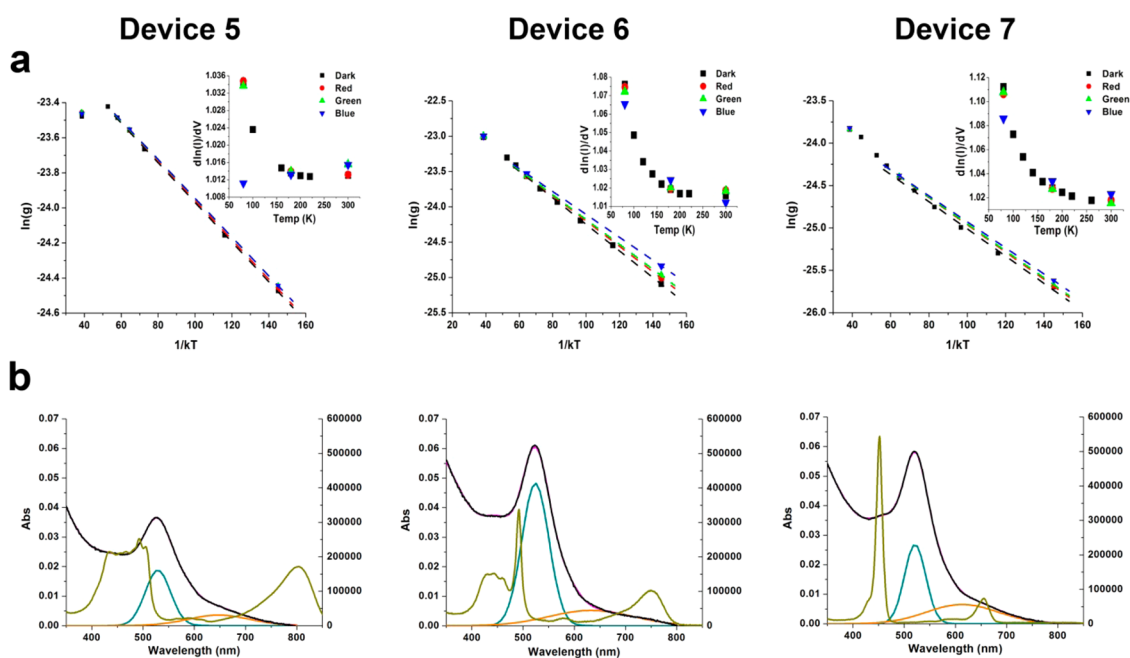 Device 5
Device 6
Device 7
a
ln(g)
-23.4
-23.6
-23.8
-24.0
-24.2
-24.4
-24.6
20 40 60 80 100 120 140 160
1/kT
dln(I)/dV
1.036
1.032
1.028
1.024
1.020
1.016
1.012
1.008
50 100 150 200 250 300
Temp (K)
Dark
Red
Green
Blue
ln(g)
-22.5
-23.0
-23.5
-24.0
-24.5
-25.0
-25.5
20 40 60 80 100 120 140 160
1/kT
dln(I)/dV
1.08
1.07
1.06
1.05
1.04
1.03
1.02
1.01
50 100 150 200 250 300
Temp (K)
Dark
Red
Green
Blue
ln(g)
-23.5
-24.0
-24.5
-25.0
-25.5
-26.0
20 40 60 80 100 120 140 160
1/kT
dln(I)/dV
1.12
1.10
1.08
1.06
1.04
1.02
50 100 150 200 250 300
Temp (K)
Dark
Red
Green
Blue
b
Abs
0.07
0.06
0.05
0.04
0.03
0.02
0.01
0.00
400 500 600 700 800
Wavelength (nm)
600000
500000
400000
300000
200000
100000
0
Abs
0.07
0.06
0.05
0.04
0.03
0.02
0.01
0.00
400 500 600 700 800
Wavelength (nm)
600000
500000
400000
300000
200000
100000
0
Abs
0.07
0.06
0.05
0.04
0.03
0.02
0.01
0.00
400 500 600 700 800
Wavelength (nm)
600000
500000
400000
300000
200000
100000
0